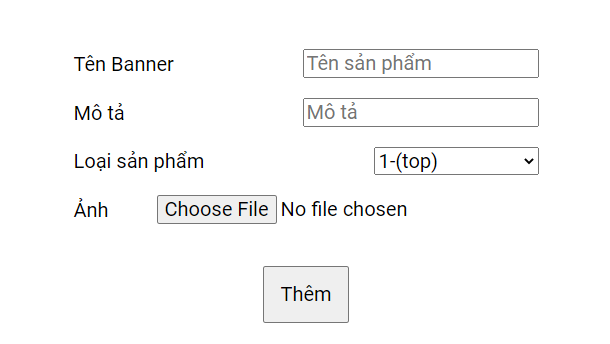 Tên Banner Tên sản phẩm
Mô tả Mô tả
Loại sản phẩm 1-(top)
Ảnh Choose File No file chosen
Thêm